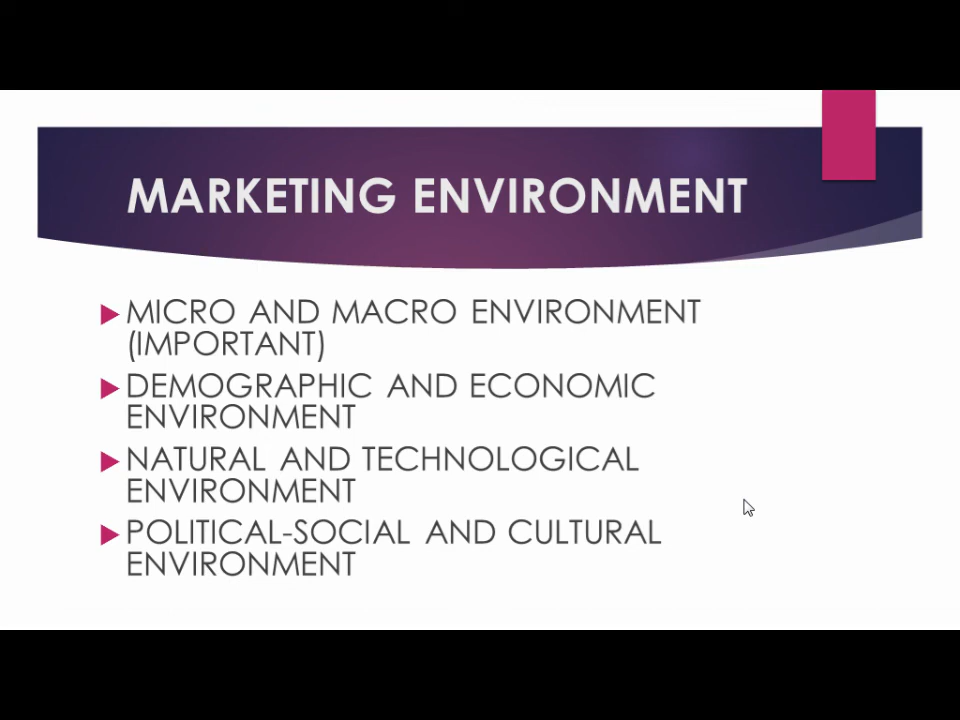 MARKETING ENVIRONMENT
MICRO AND MACRO ENVIRONMENT
(IMPORTANT)
DEMOGRAPHIC AND ECONOMIC
ENVIRONMENT
NATURAL AND TECHNOLOGICAL
ENVIRONMENT
POLITICAL-SOCIAL AND CULTURAL
ENVIRONMENT